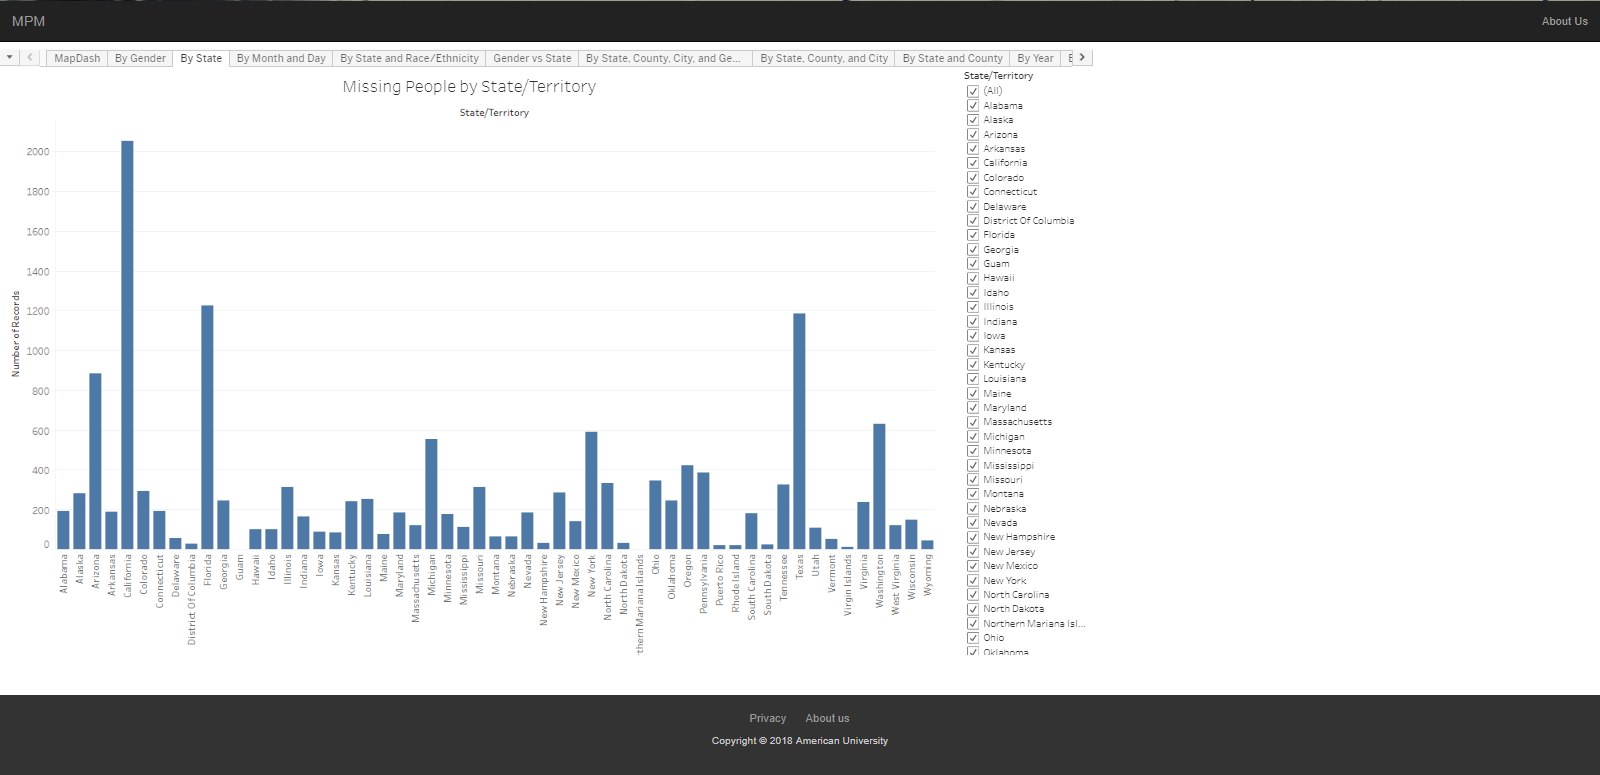 MPM
About Us
MapDash
By Gender
By State
By Month and Day
By State and Race/Ethnicity
Gender vs State
By State, County, City, and Ge...
By State, County, and City
By State and County
By Year
Missing People by State/Territory
State/Territory
Number of Records
2000
1800
1600
1400
1200
1000
800
600
400
200
0
Alabama
Alaska
Arizona
Arkansas
California
Colorado
Connecticut
Delaware
District Of Columbia
Florida
Georgia
Guam
Hawaii
Idaho
Illinois
Indiana
Iowa
Kansas
Kentucky
Louisiana
Maine
Maryland
Massachusetts
Michigan
Minnesota
Mississippi
Missouri
Montana
Nebraska
Nevada
New Hampshire
New Jersey
New Mexico
New York
North Carolina
North Dakota
thern Mariana Islands
Ohio
Oklahoma
Oregon
Pennsylvania
Puerto Rico
Rhode Island
South Carolina
South Dakota
Tennessee
Texas
Utah
Vermont
Virgin Islands
Virginia
Washington
West Virginia
Wisconsin
Wyoming
State/Territory
(All)
Alabama
Alaska
Arizona
Arkansas
California
Colorado
Connecticut
Delaware
District Of Columbia
Florida
Georgia
Guam
Hawaii
Idaho
Illinois
Indiana
Iowa
Kansas
Kentucky
Louisiana
Maine
Maryland
Massachusetts
Michigan
Minnesota
Mississippi
Missouri
Montana
Nebraska
Nevada
New Hampshire
New Jersey
New Mexico
New York
North Carolina
North Dakota
Northern Mariana Isl...
Ohio
Oklahoma
Privacy
About us
Copyright © 2018 American University